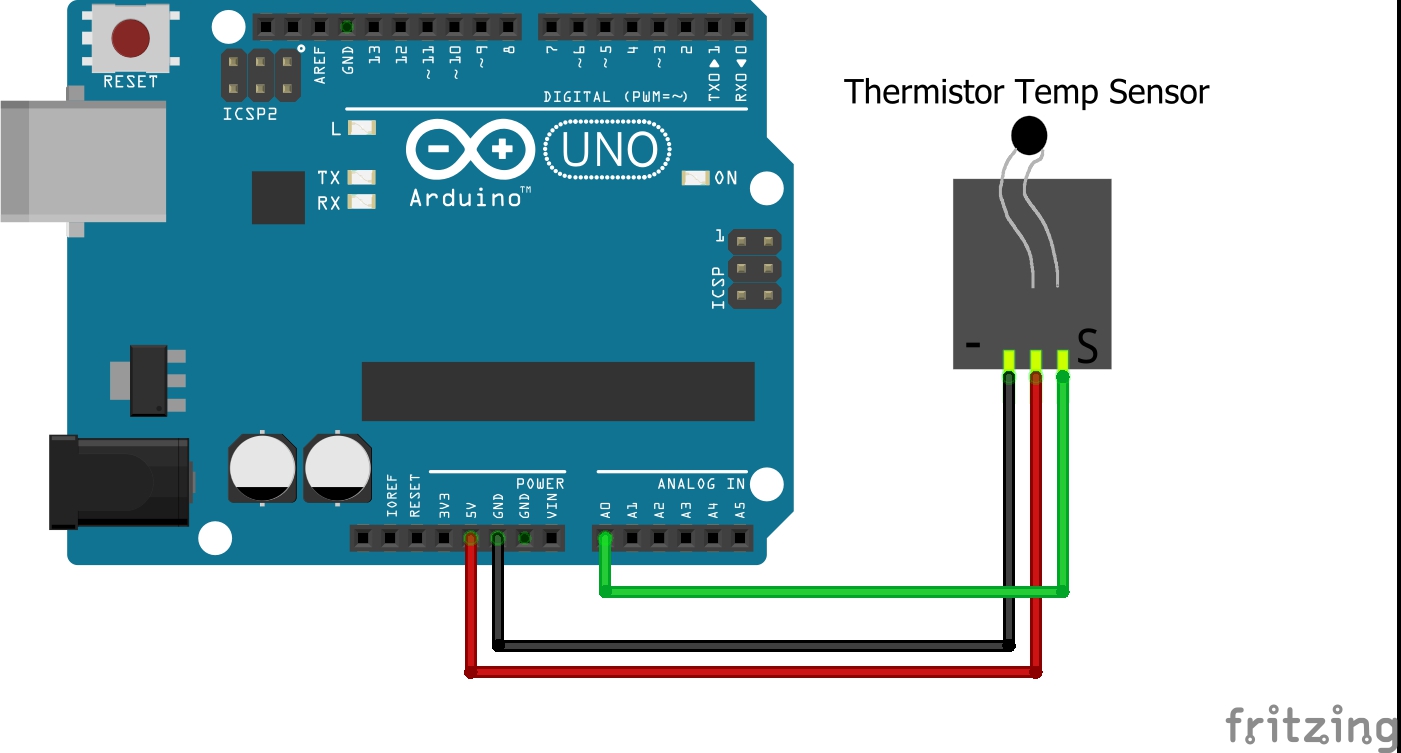 RESET
ICSP2
AREF
GND
13
12
~11
~10
~9
8
7
~6
~5
4
~3
2
TX0▶1
RX0◀0
DIGITAL (PWM=~)
L
TX
RX
Arduino™
UNO
ON
1
ICSP
Thermistor Temp Sensor
- S
IOREF
RESET
3V3
5V
GND
GND
VIN
POWER
A0
A1
A2
A3
A4
A5
ANALOG IN
fritzing